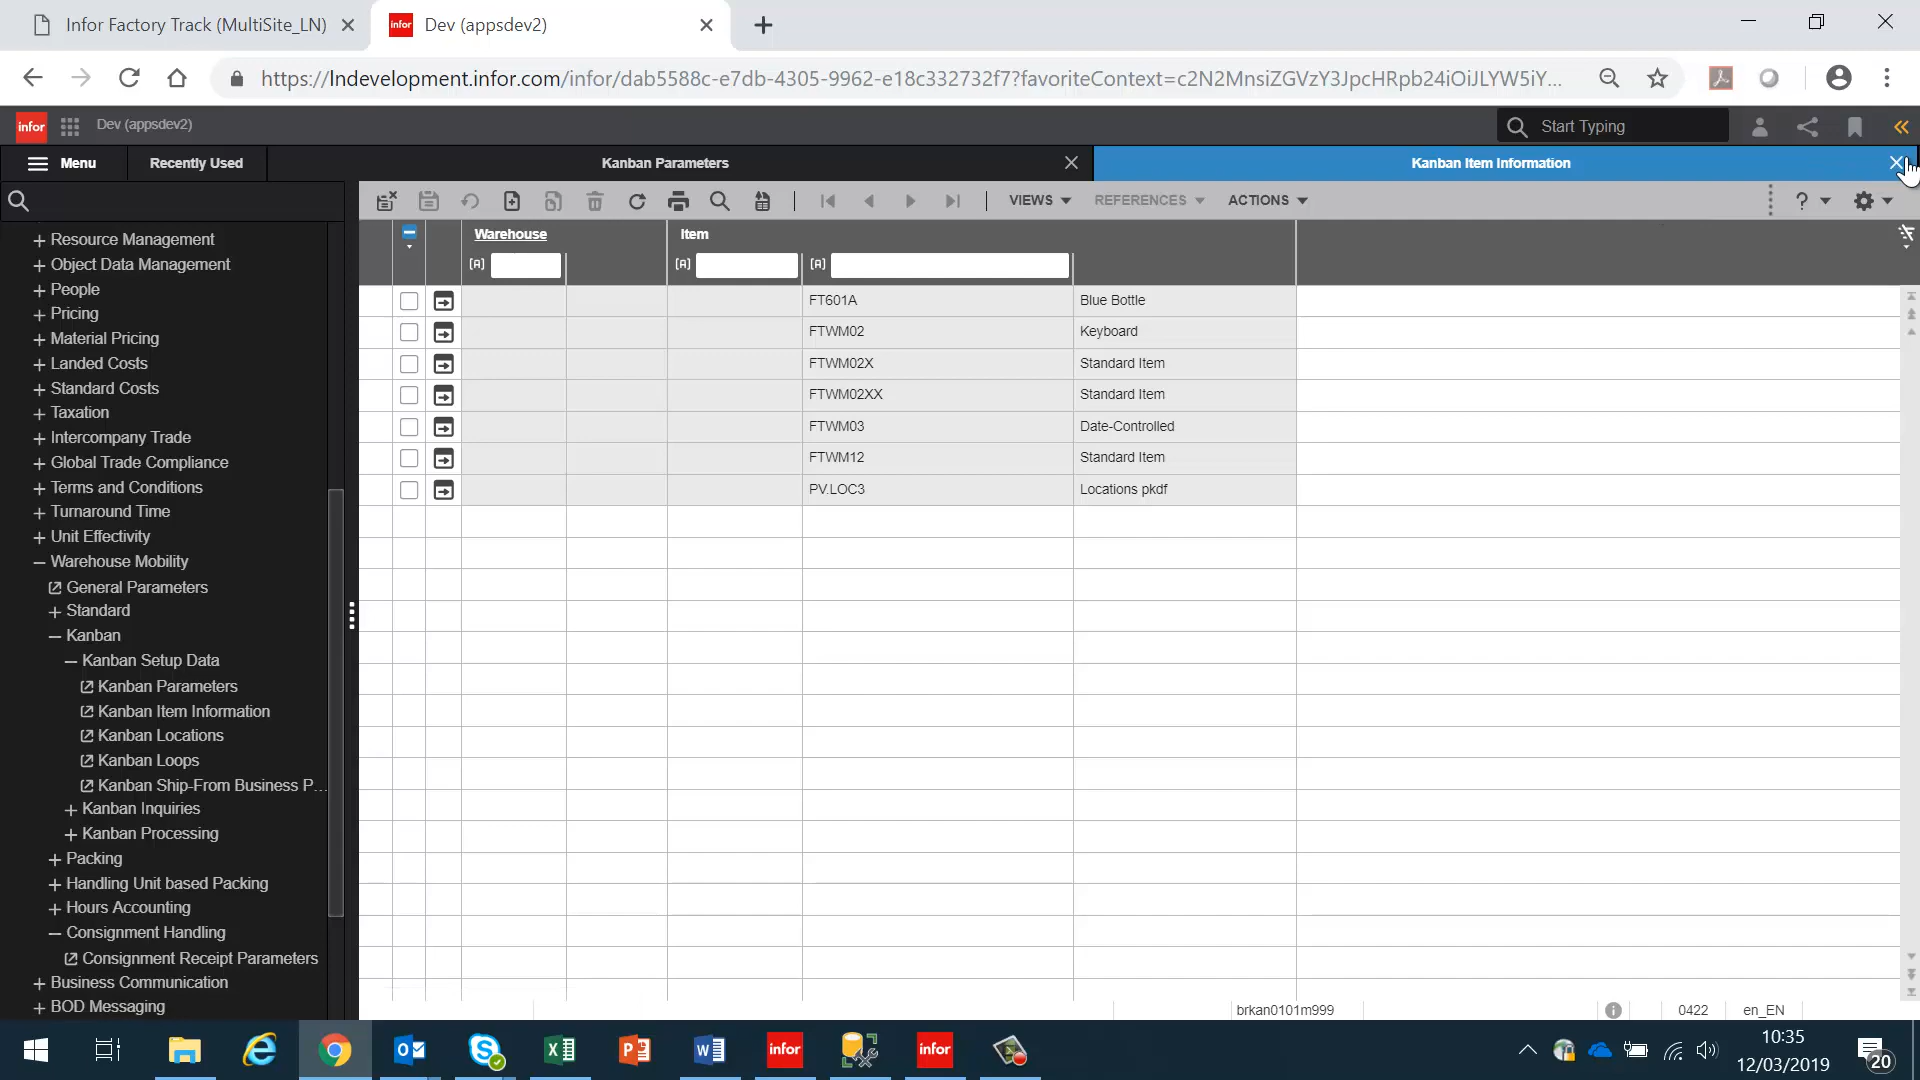 Infor Factory Track (MultiSite_LN)
infor Dev (appsdev2)
https://lndevelopment.infor.com/infor/dab5588c-e7db-4305-9962-e18c332732f7?favoriteContext=c2N2MnsiZGVzY3JpcHRpb24iOiJLYW5iY...
infor Dev (appsdev2) Start Typing
Menu Recently Used Kanban Parameters Kanban Item Information
VIEWS REFERENCES ACTIONS ?
Warehouse Item
[A] [A] [A]
FT601A Blue Bottle
FTWM02 Keyboard
FTWM02X Standard Item
FTWM02XX Standard Item
FTWM03 Date-Controlled
FTWM12 Standard Item
PV.LOC3 Locations pkdf
Resource Management
Object Data Management
People
Pricing
Material Pricing
Landed Costs
Standard Costs
Taxation
Intercompany Trade
Global Trade Compliance
Terms and Conditions
Turnaround Time
Unit Effectivity
Warehouse Mobility
General Parameters
Standard
Kanban
Kanban Setup Data
Kanban Parameters
Kanban Item Information
Kanban Locations
Kanban Loops
Kanban Ship-From Business P...
Kanban Inquiries
Kanban Processing
Packing
Handling Unit based Packing
Hours Accounting
Consignment Handling
Consignment Receipt Parameters
Business Communication
BOD Messaging
brkan0101m999 0422 en_EN
infor infor
10:35
12/03/2019
20